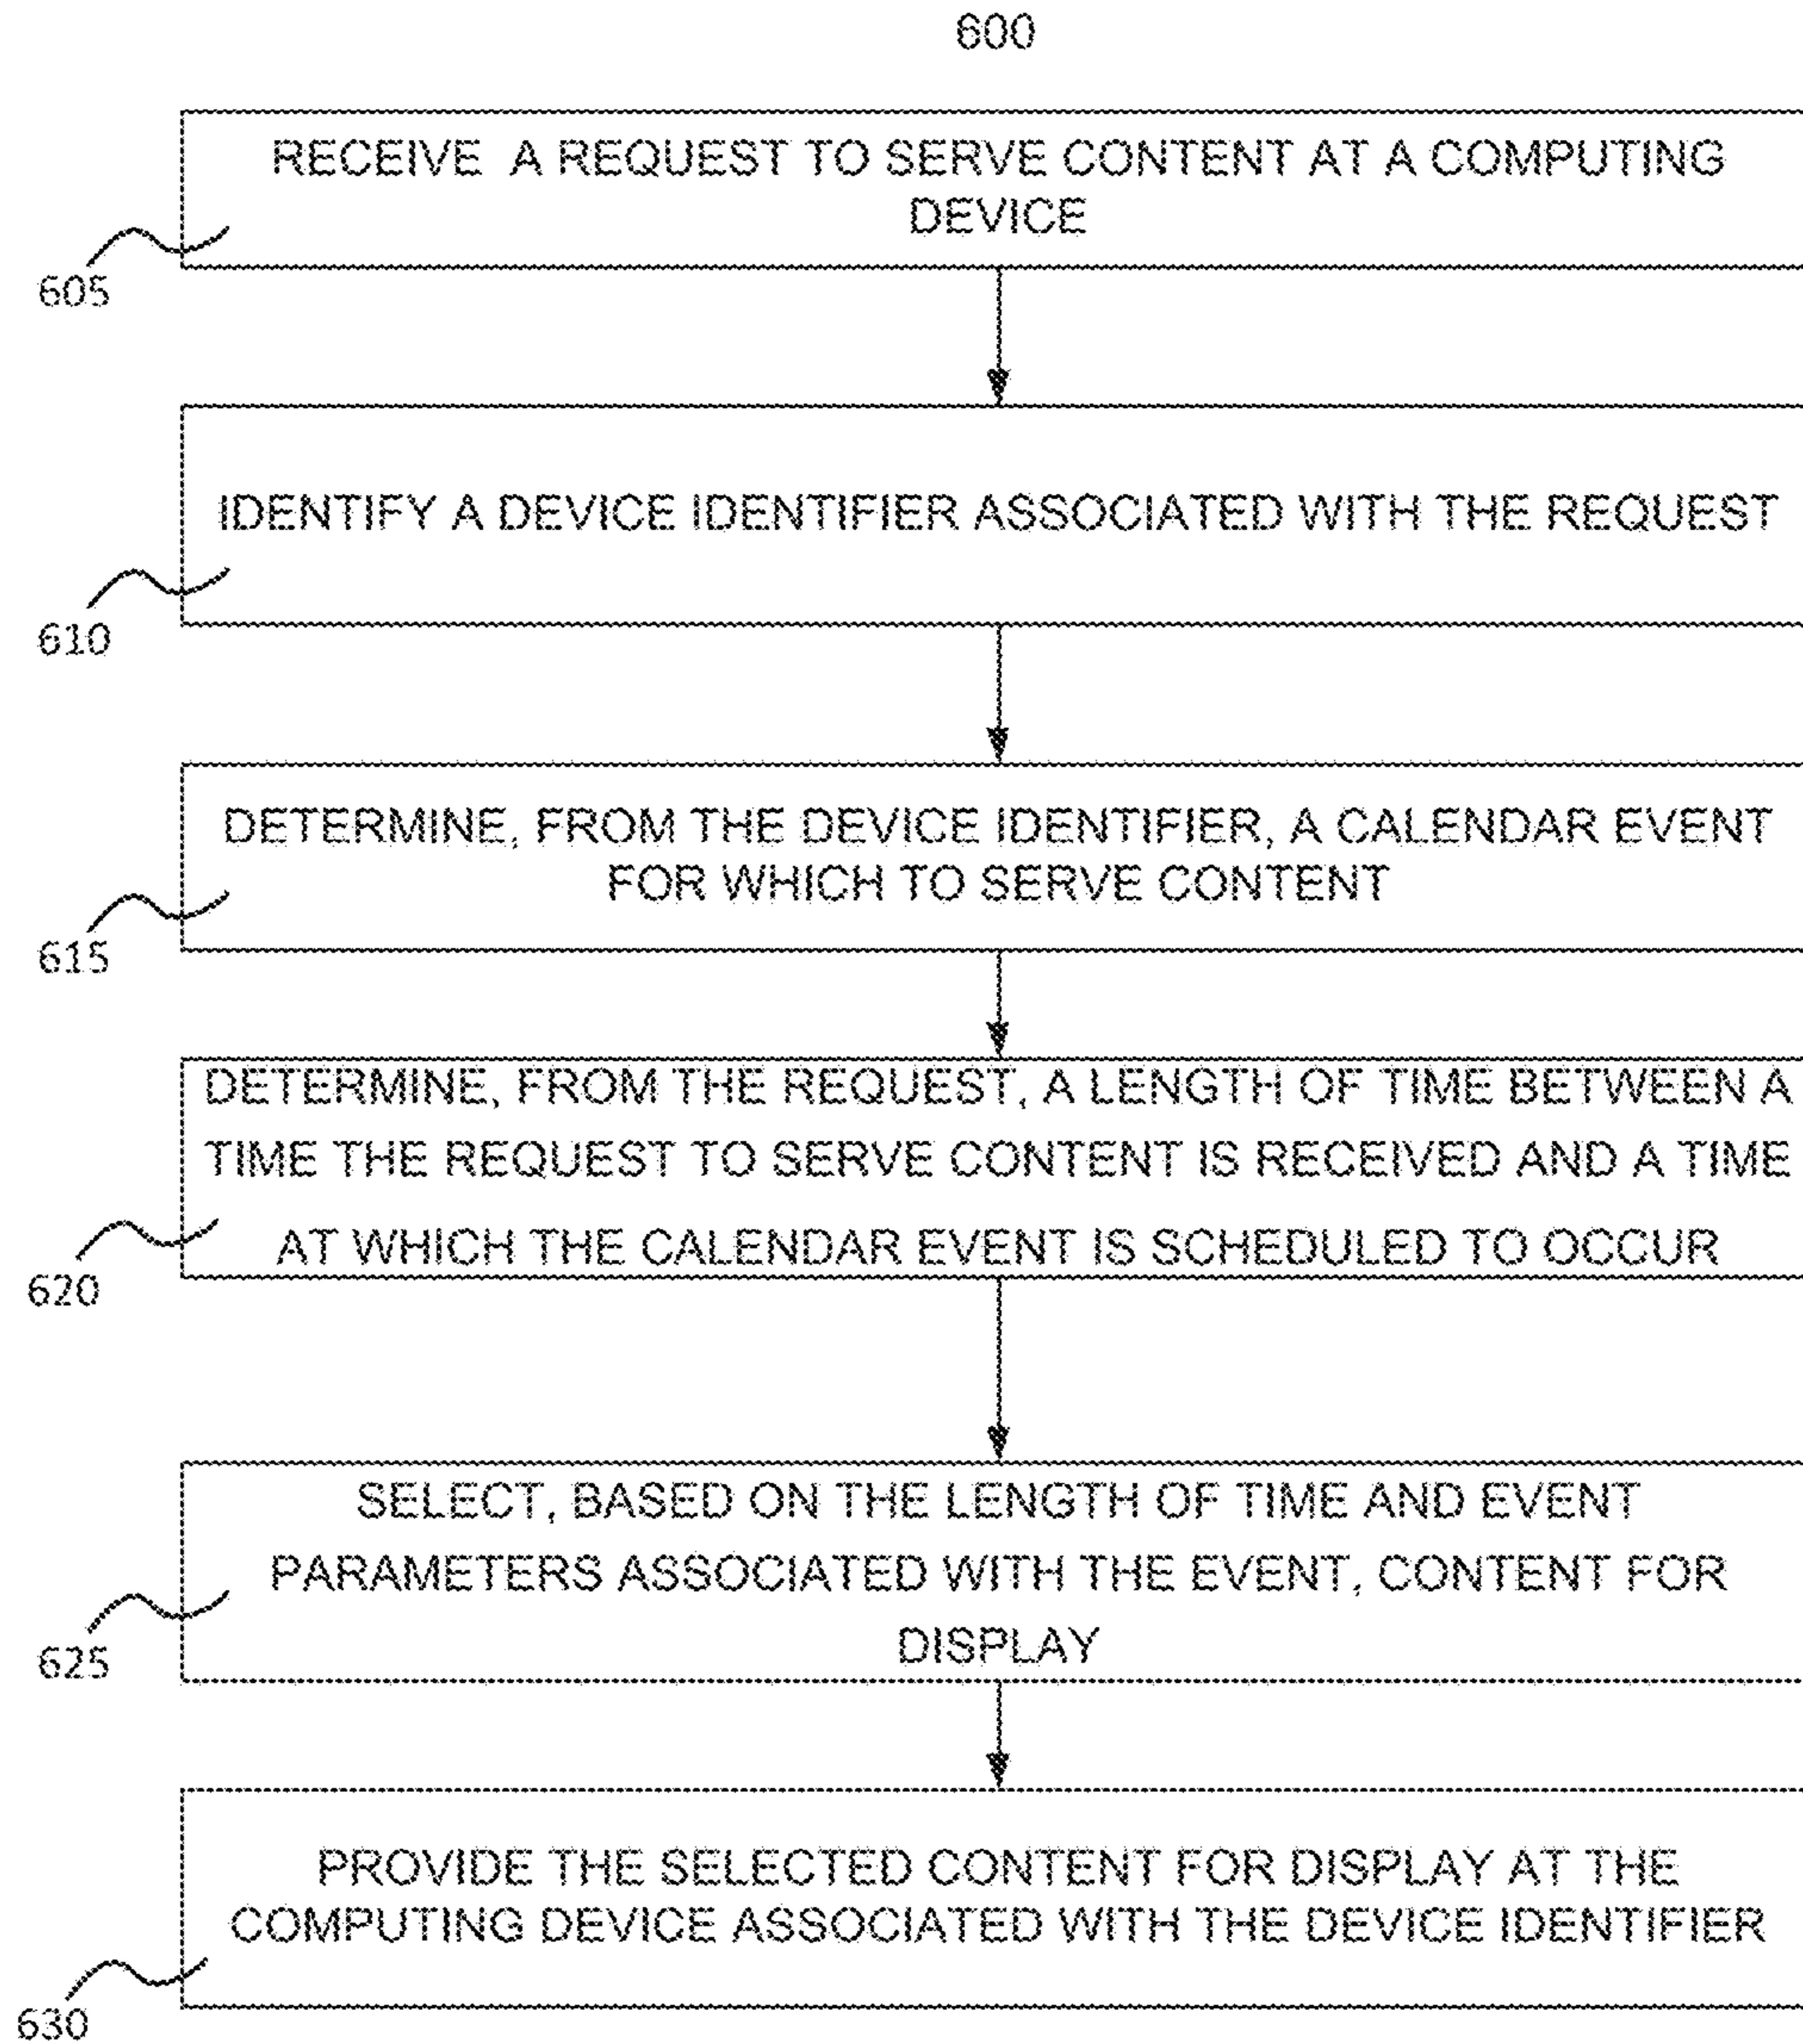 600
RECEIVE A REQUEST TO SERVE CONTENT AT A COMPUTING
DEVICE
605
IDENTIFY A DEVICE IDENTIFIER ASSOCIATED WITH THE REQUEST
610
DETERMINE, FROM THE DEVICE IDENTIFIER, A CALENDAR EVENT
FOR WHICH TO SERVE CONTENT
615
DETERMINE, FROM THE REQUEST, A LENGTH OF TIME BETWEEN A
TIME THE REQUEST TO SERVE CONTENT IS RECEIVED AND A TIME
AT WHICH THE CALENDAR EVENT IS SCHEDULED TO OCCUR
620
SELECT, BASED ON THE LENGTH OF TIME AND EVENT
PARAMETERS ASSOCIATED WITH THE EVENT, CONTENT FOR
DISPLAY
625
PROVIDE THE SELECTED CONTENT FOR DISPLAY AT THE
COMPUTING DEVICE ASSOCIATED WITH THE DEVICE IDENTIFIER
630